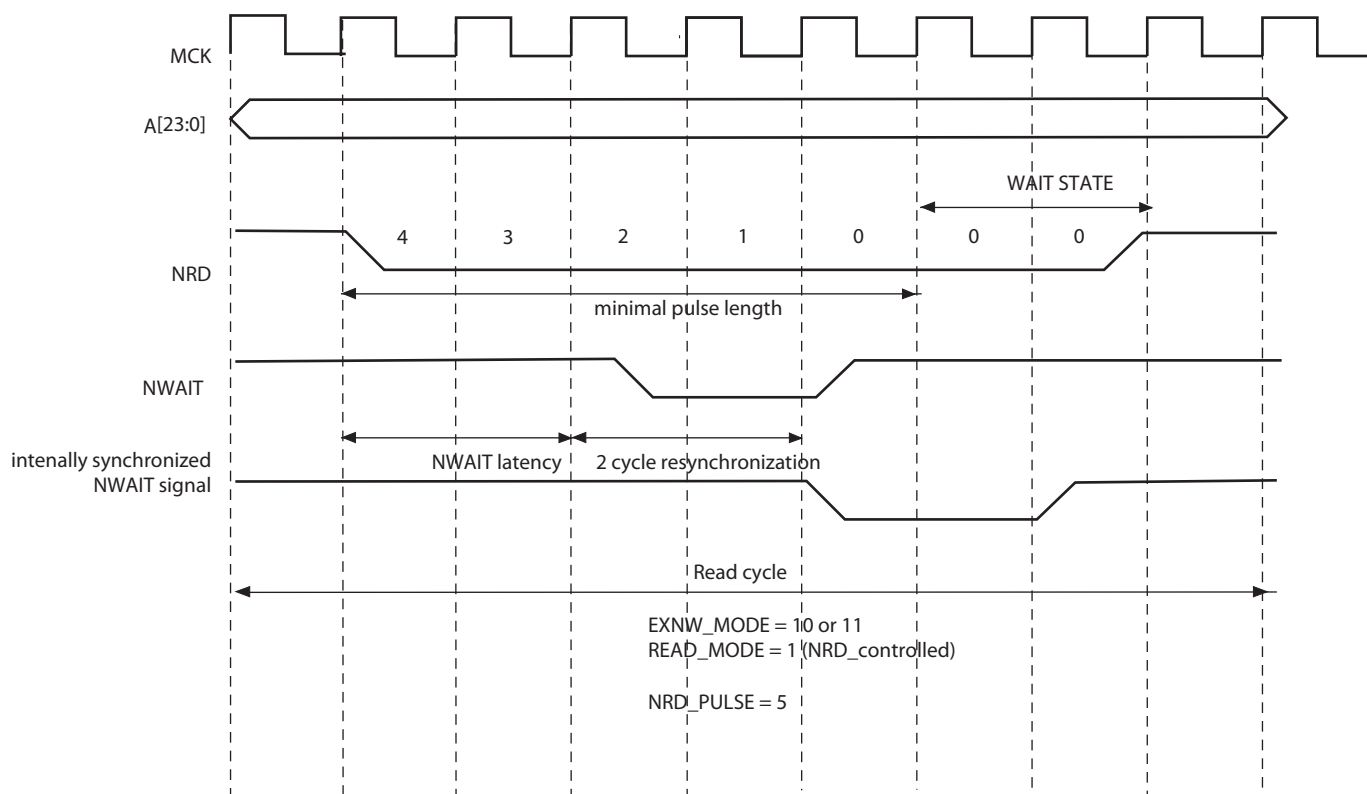 MCK
A[23:0]
WAIT STATE
4 3 2 1 0 0 0
NRD
minimal pulse length
NWAIT
NWAIT latency 2 cycle resynchronization
intenally synchronized
NWAIT signal
Read cycle
EXNW_MODE = 10 or 11
READ_MODE = 1 (NRD_controlled)
NRD_PULSE = 5